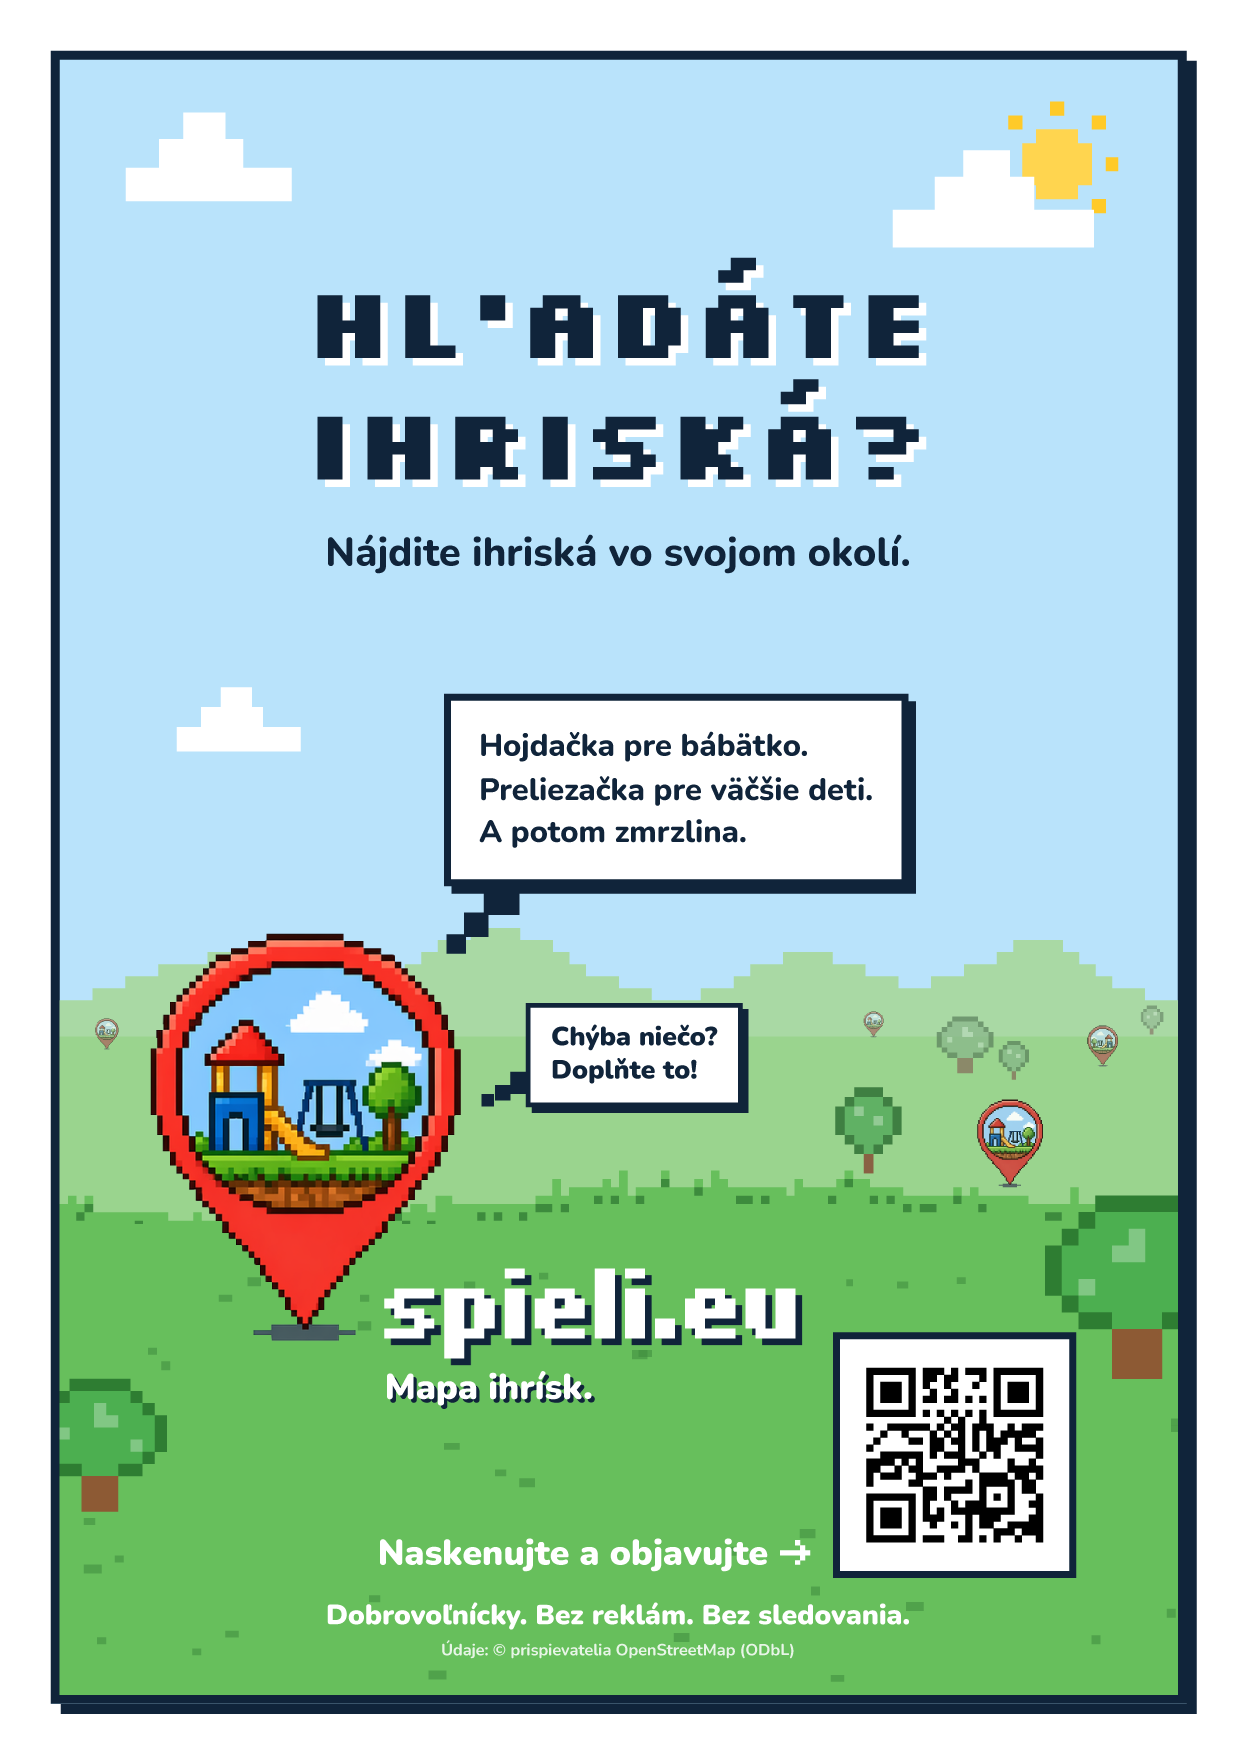 HĽADÁTE
IHRISKÁ?
Nájdite ihriská vo svojom okolí.
Hojdačka pre bábätko.
Preliezačka pre väčšie deti.
A potom zmrzlina.
Chýba niečo?
Doplňte to!
spieli.eu
Mapa ihrísk.
Naskenujte a objavujte →
Dobrovoľnícky. Bez reklám. Bez sledovania.
Údaje: © prispievatelia OpenStreetMap (ODbL)